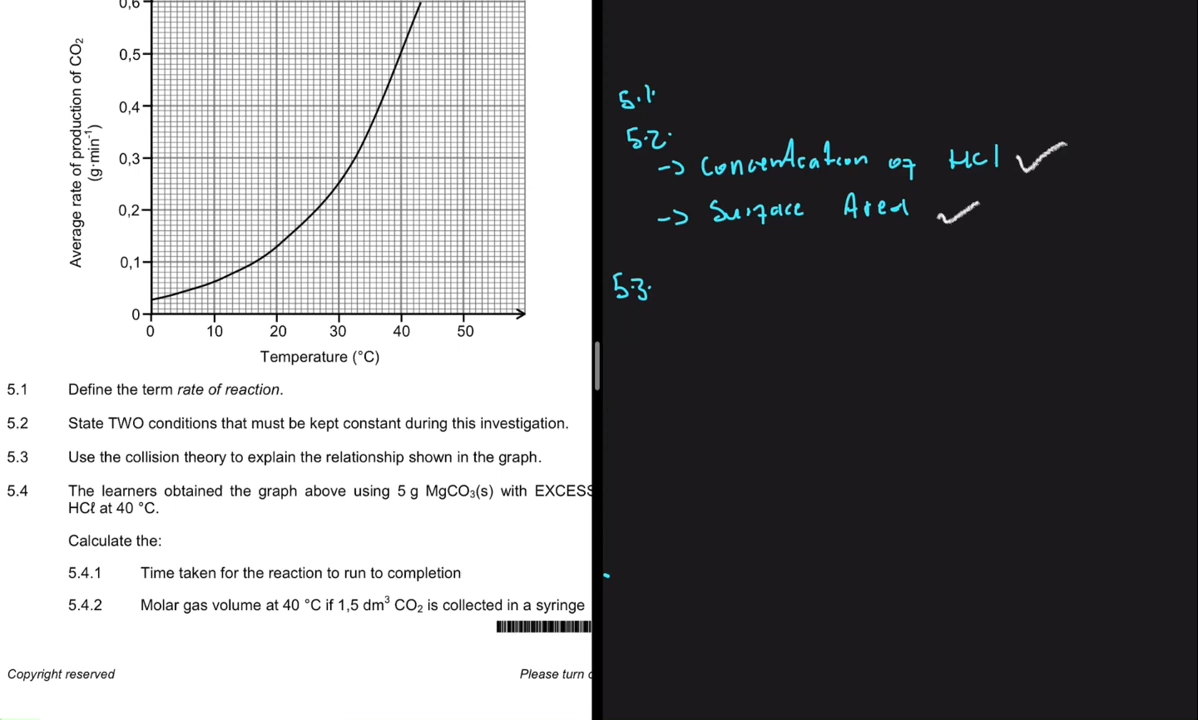 0,6
0,5
0,4
0,3
0,2
0,1
0
Average rate of production of CO₂
(g·min⁻¹)
0 10 20 30 40 50
Temperature (°C)
5.1 Define the term rate of reaction.
5.2 State TWO conditions that must be kept constant during this investigation.
5.3 Use the collision theory to explain the relationship shown in the graph.
5.4 The learners obtained the graph above using 5 g MgCO₃(s) with EXCESS
HCℓ at 40 °C.
Calculate the:
5.4.1 Time taken for the reaction to run to completion
5.4.2 Molar gas volume at 40 °C if 1,5 dm³ CO₂ is collected in a syringe
Copyright reserved
Please turn
5.1.
5.2.
-> Concentration of HCl ✓
-> Surface Area ✓
5.3.